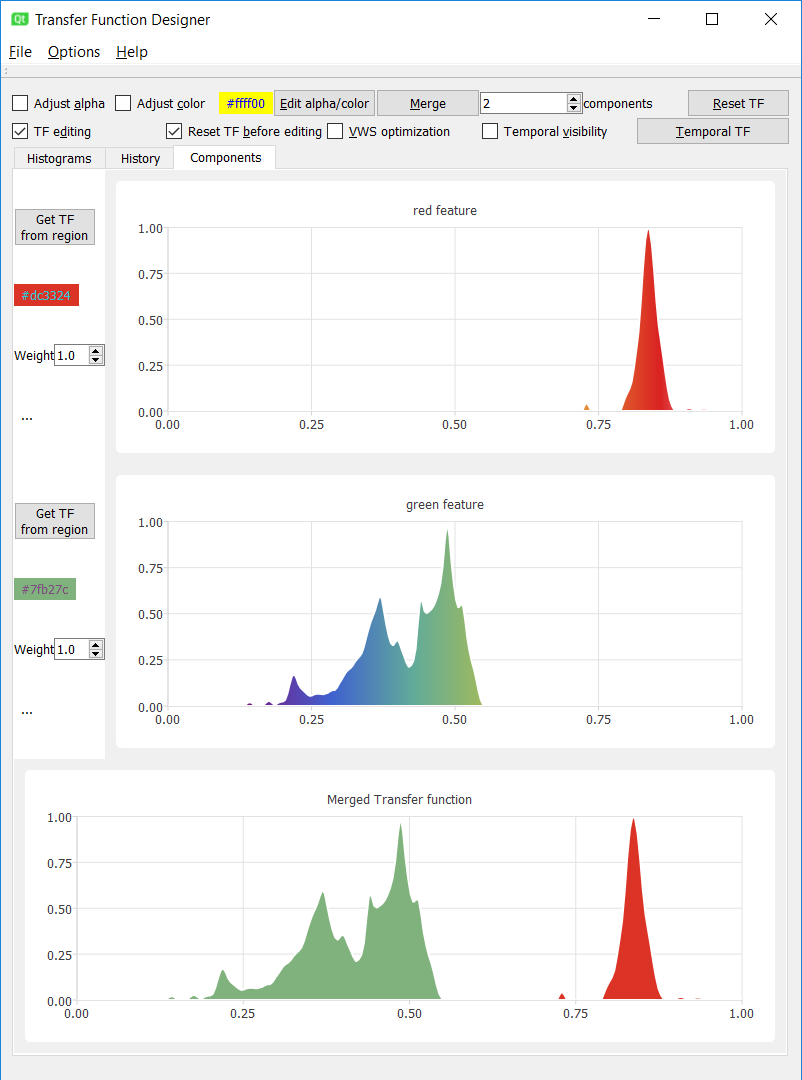 Qt Transfer Function Designer
File Options Help
Adjust alpha Adjust color #ffff00 Edit alpha/color Merge 2 components Reset TF
TF editing Reset TF before editing VWS optimization Temporal visibility Temporal TF
Histograms History Components
Get TF
from region
#dc3324
Weight 1.0
...
red feature
1.00
0.75
0.50
0.25
0.00
0.00 0.25 0.50 0.75 1.00
Get TF
from region
#7fb27c
Weight 1.0
...
green feature
1.00
0.75
0.50
0.25
0.00
0.00 0.25 0.50 0.75 1.00
Merged Transfer function
1.00
0.75
0.50
0.25
0.00
0.00 0.25 0.50 0.75 1.00